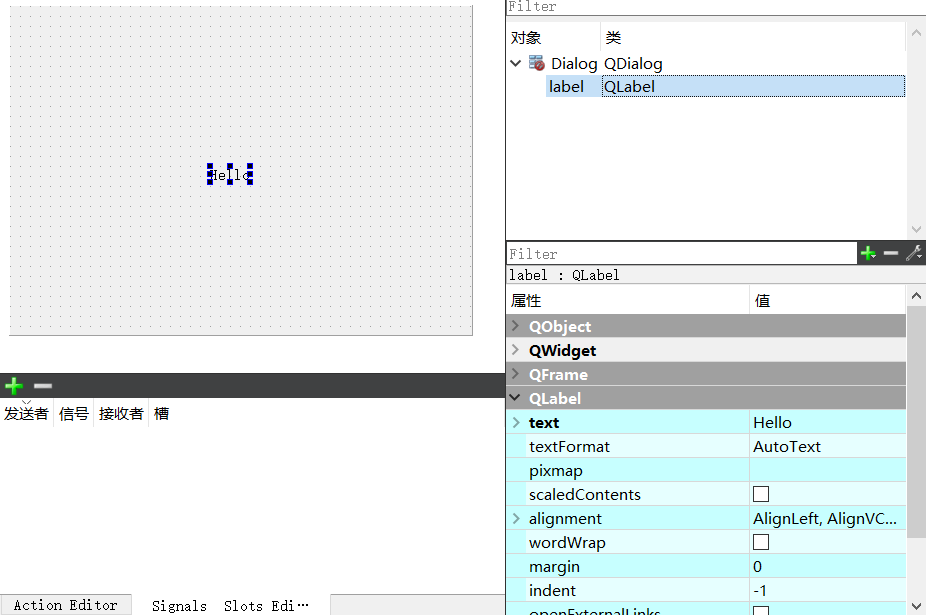 Filter
对象 类
Dialog QDialog
label QLabel
Hello
Filter
label : QLabel
属性 值
QObject
QWidget
QFrame
QLabel
text Hello
textFormat AutoText
pixmap
scaledContents
alignment AlignLeft, AlignVC...
wordWrap
margin 0
indent -1
openExternalLinks
发送者 信号 接收者 槽
Action Editor Signals Slots Edi…